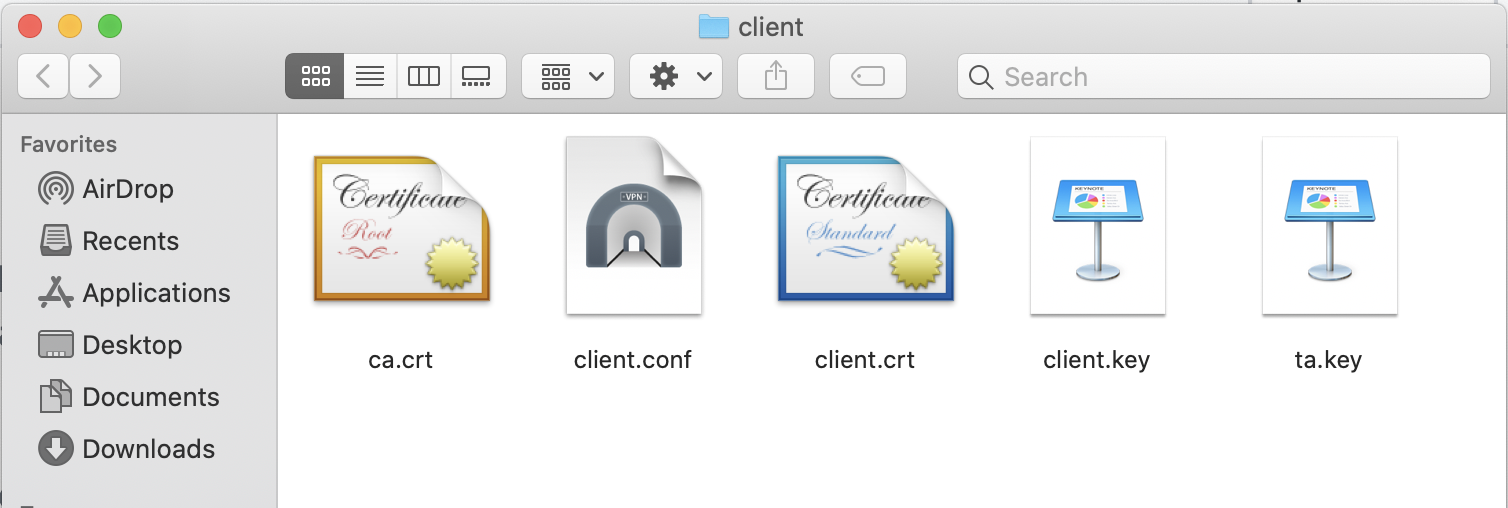 client
Search
Favorites
AirDrop
Recents
Applications
Desktop
Documents
Downloads
Certificate
Root
VPN
Certificate
Standard
KEYNOTE
KEYNOTE
ca.crt
client.conf
client.crt
client.key
ta.key